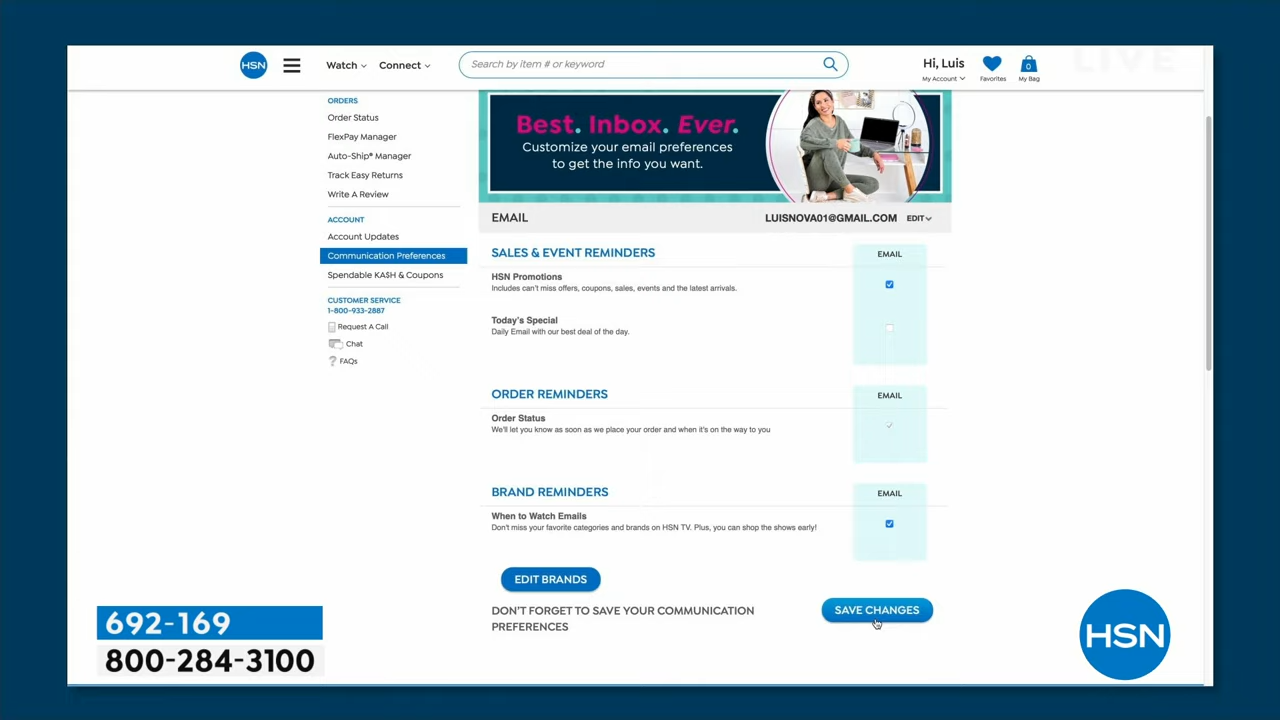 LIVE
HSN
Watch
Connect
Search by item # or keyword
Hi, Luis
My Account
Favorites
0
My Bag
ORDERS
Order Status
FlexPay Manager
Auto-Ship® Manager
Track Easy Returns
Write A Review
ACCOUNT
Account Updates
Communication Preferences
Spendable KA$H & Coupons
CUSTOMER SERVICE
1-800-933-2887
Request A Call
Chat
? FAQs
Best. Inbox. Ever.
Customize your email preferences
to get the info you want.
EMAIL
LUISNOVA01@GMAIL.COM EDIT
SALES & EVENT REMINDERS
EMAIL
HSN Promotions
Includes can't miss offers, coupons, sales, events and the latest arrivals.
Today's Special
Daily Email with our best deal of the day.
ORDER REMINDERS
EMAIL
Order Status
We'll let you know as soon as we place your order and when it's on the way to you
BRAND REMINDERS
EMAIL
When to Watch Emails
Don't miss your favorite categories and brands on HSN TV. Plus, you can shop the shows early!
EDIT BRANDS
DON'T FORGET TO SAVE YOUR COMMUNICATION
PREFERENCES
SAVE CHANGES
692-169
800-284-3100
HSN